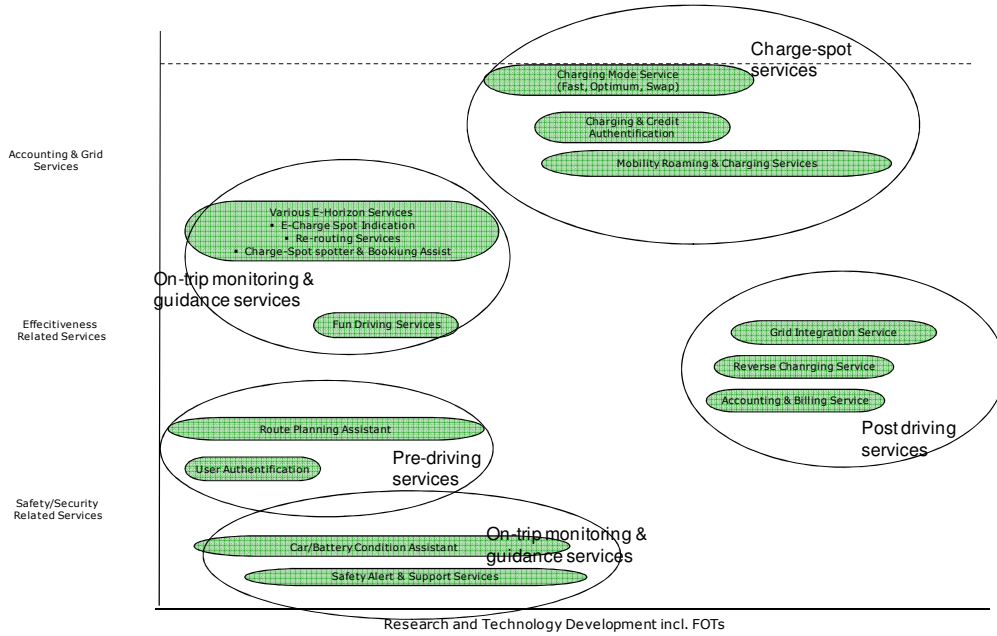 Charge-spot
services
Charging Mode Service
(Fast, Optimum, Swap)
Charging & Credit
Authentification
Mobility Roaming & Charging Services
Accounting & Grid
Services
Various E-Horizon Services
▪ E-Charge Spot Indication
▪ Re-routing Services
▪ Charge-Spot spotter & Bookiung Assist
On-trip monitoring &
guidance services
Fun Driving Services
Effecitiveness
Related Services
Grid Integration Service
Reverse Chanrging Service
Accounting & Billing Service
Post driving
services
Route Planning Assistant
User Authentification
Pre-driving
services
Safety/Security
Related Services
On-trip monitoring &
guidance services
Car/Battery Condition Assistant
Safety Alert & Support Services
Research and Technology Development incl. FOTs